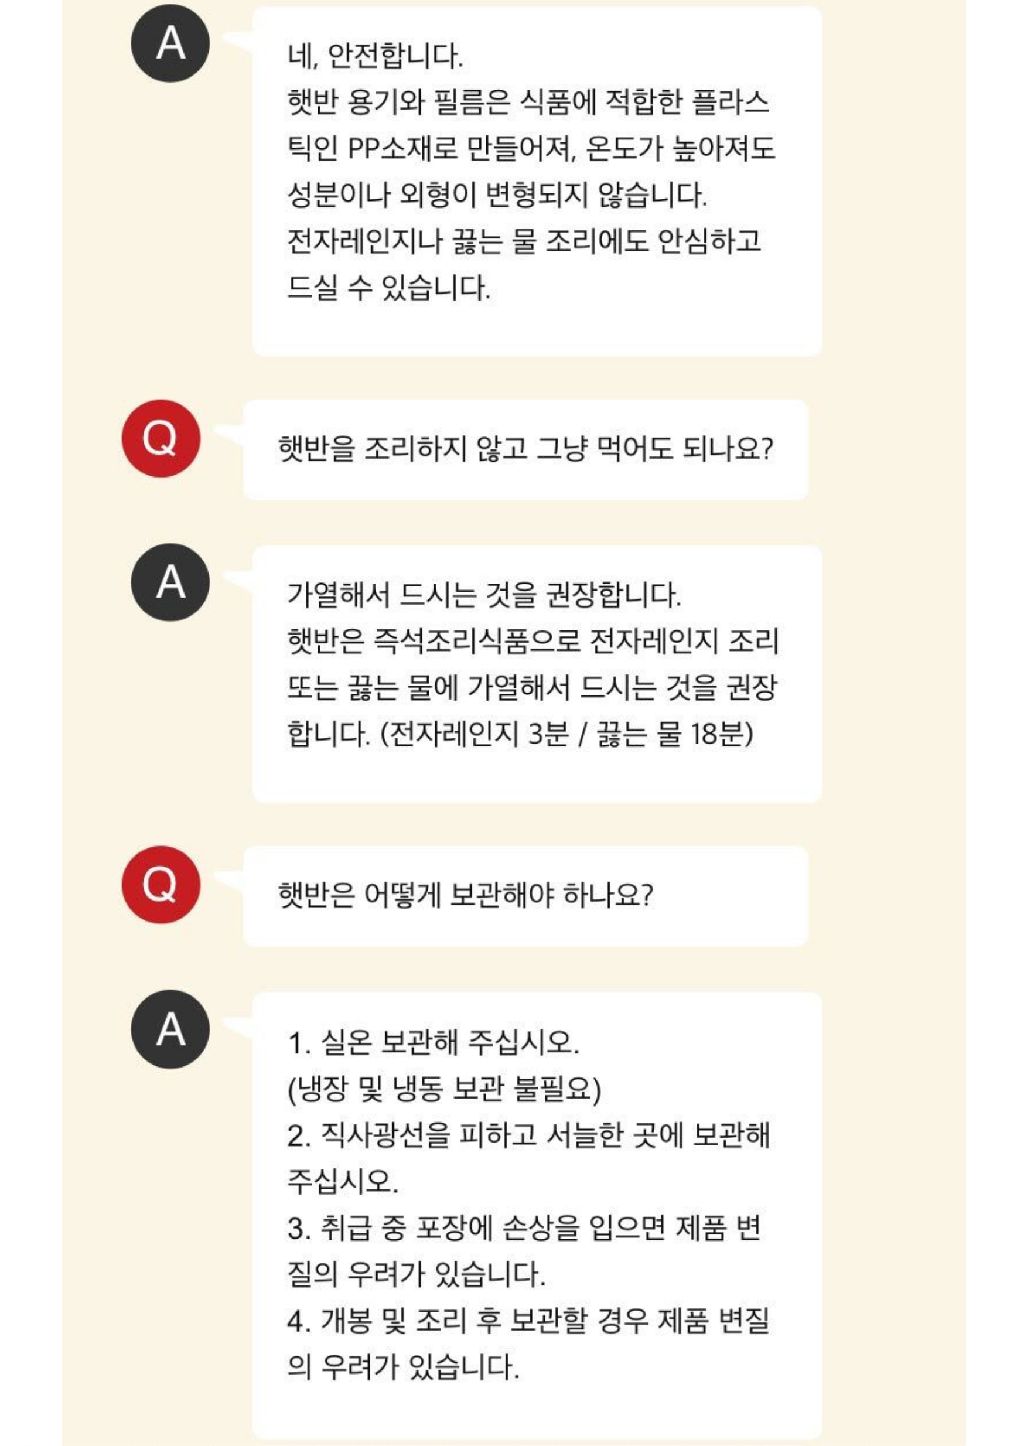 A
네, 안전합니다.
햇반 용기와 필름은 식품에 적합한 플라스
틱인 PP소재로 만들어져, 온도가 높아져도
성분이나 외형이 변형되지 않습니다.
전자레인지나 끓는 물 조리에도 안심하고
드실 수 있습니다.
Q
햇반을 조리하지 않고 그냥 먹어도 되나요?
A
가열해서 드시는 것을 권장합니다.
햇반은 즉석조리식품으로 전자레인지 조리
또는 끓는 물에 가열해서 드시는 것을 권장
합니다. (전자레인지 3분 / 끓는 물 18분)
Q
햇반은 어떻게 보관해야 하나요?
A
1. 실온 보관해 주십시오.
(냉장 및 냉동 보관 불필요)
2. 직사광선을 피하고 서늘한 곳에 보관해
주십시오.
3. 취급 중 포장에 손상을 입으면 제품 변
질의 우려가 있습니다.
4. 개봉 및 조리 후 보관할 경우 제품 변질
의 우려가 있습니다.